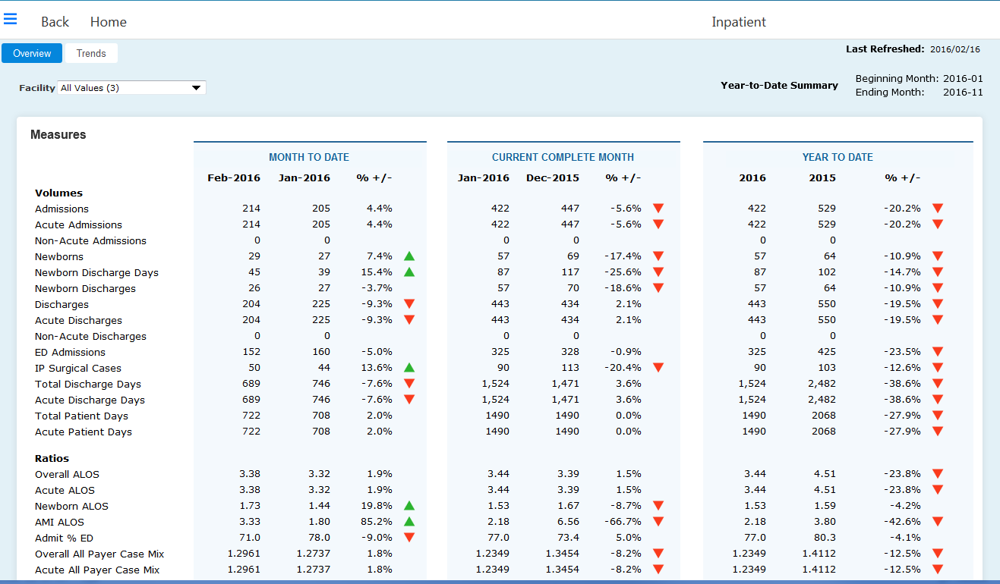 Back Home Inpatient
Overview Trends Last Refreshed: 2016/02/16
Facility All Values (3) Year-to-Date Summary Beginning Month: 2016-01
Ending Month: 2016-11
Measures
MONTH TO DATE CURRENT COMPLETE MONTH YEAR TO DATE
Feb-2016 Jan-2016 % +/- Jan-2016 Dec-2015 % +/- 2016 2015 % +/-
Volumes
Admissions 214 205 4.4% 422 447 -5.6% 422 529 -20.2%
Acute Admissions 214 205 4.4% 422 447 -5.6% 422 529 -20.2%
Non-Acute Admissions 0 0 0 0 0 0
Newborns 29 27 7.4% 57 69 -17.4% 57 64 -10.9%
Newborn Discharge Days 45 39 15.4% 87 117 -25.6% 87 102 -14.7%
Newborn Discharges 26 27 -3.7% 57 70 -18.6% 57 64 -10.9%
Discharges 204 225 -9.3% 443 434 2.1% 443 550 -19.5%
Acute Discharges 204 225 -9.3% 443 434 2.1% 443 550 -19.5%
Non-Acute Discharges 0 0 0 0 0 0
ED Admissions 152 160 -5.0% 325 328 -0.9% 325 425 -23.5%
IP Surgical Cases 50 44 13.6% 90 113 -20.4% 90 103 -12.6%
Total Discharge Days 689 746 -7.6% 1,524 1,471 3.6% 1,524 2,482 -38.6%
Acute Discharge Days 689 746 -7.6% 1,524 1,471 3.6% 1,524 2,482 -38.6%
Total Patient Days 722 708 2.0% 1490 1490 0.0% 1490 2068 -27.9%
Acute Patient Days 722 708 2.0% 1490 1490 0.0% 1490 2068 -27.9%
Ratios
Overall ALOS 3.38 3.32 1.9% 3.44 3.39 1.5% 3.44 4.51 -23.8%
Acute ALOS 3.38 3.32 1.9% 3.44 3.39 1.5% 3.44 4.51 -23.8%
Newborn ALOS 1.73 1.44 19.8% 1.53 1.67 -8.7% 1.53 1.59 -4.2%
AMI ALOS 3.33 1.80 85.2% 2.18 6.56 -66.7% 2.18 3.80 -42.6%
Admit % ED 71.0 78.0 -9.0% 77.0 73.4 5.0% 77.0 80.3 -4.1%
Overall All Payer Case Mix 1.2961 1.2737 1.8% 1.2349 1.3454 -8.2% 1.2349 1.4112 -12.5%
Acute All Payer Case Mix 1.2961 1.2737 1.8% 1.2349 1.3454 -8.2% 1.2349 1.4112 -12.5%